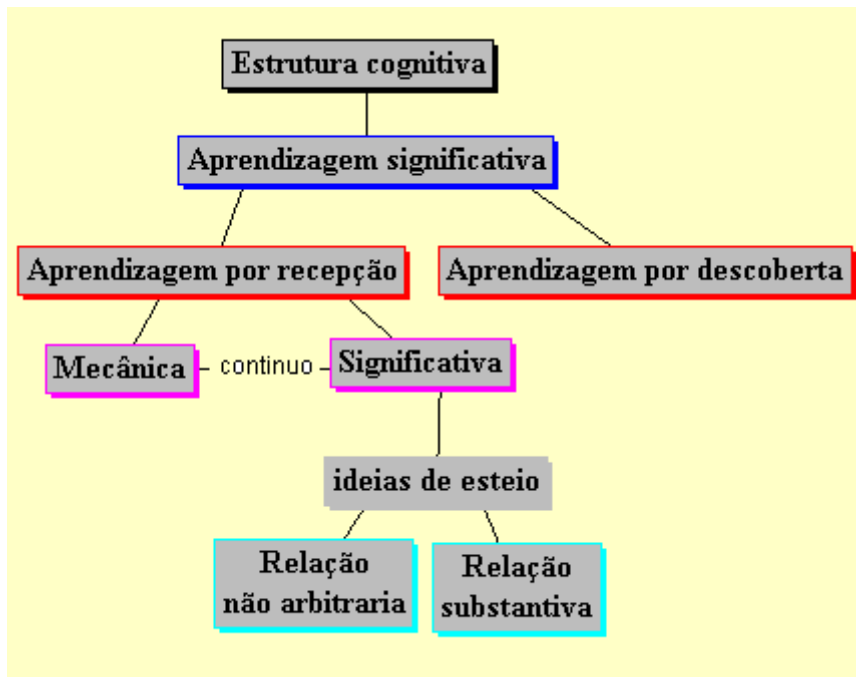 Estrutura cognitiva
Aprendizagem significativa
Aprendizagem por recepção
Aprendizagem por descoberta
Mecânica
continuo
Significativa
ideias de esteio
Relação
não arbitraria
Relação
substantiva